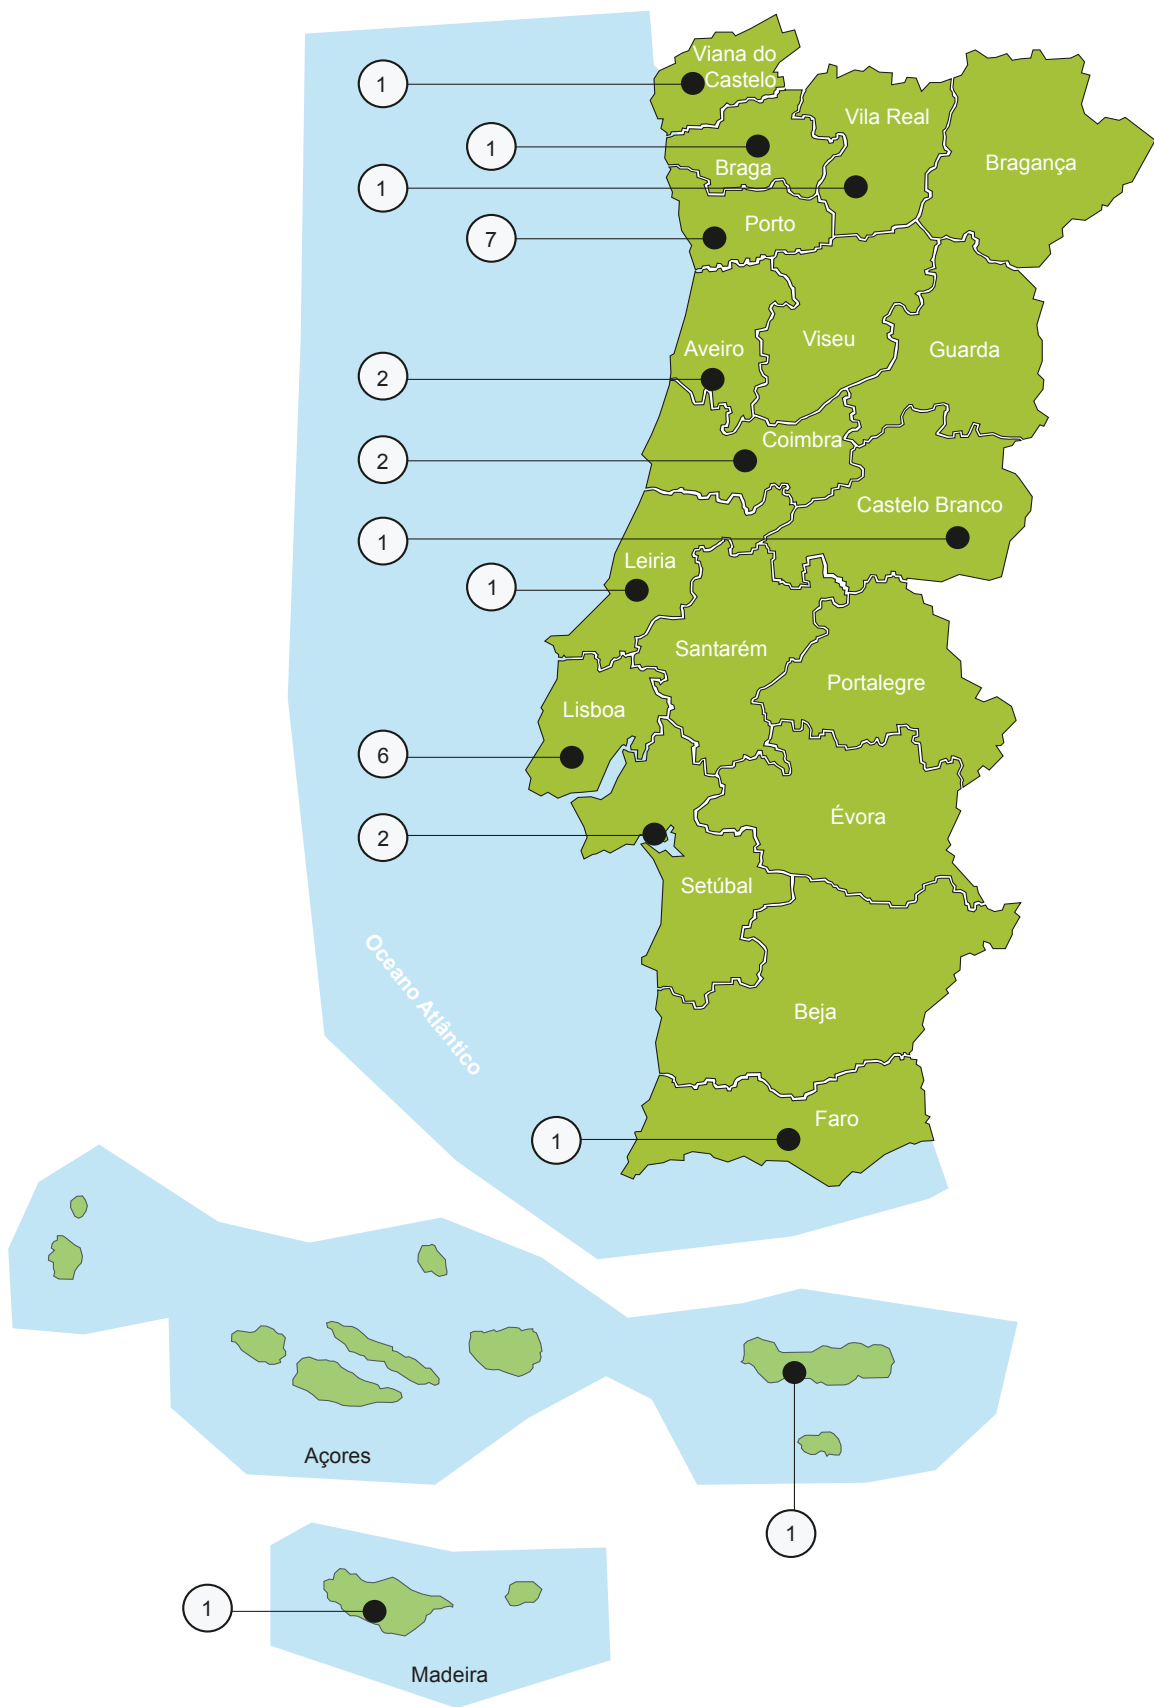 Viana do
Castelo
1
Vila Real
1
Braga
Bragança
1
Porto
7
Aveiro
Viseu
Guarda
2
Coimbra
2
Castelo Branco
1
Leiria
1
Santarém
Portalegre
Lisboa
6
Évora
2
Setúbal
Oceano Atlântico
Beja
Faro
1
Açores
1
1
Madeira